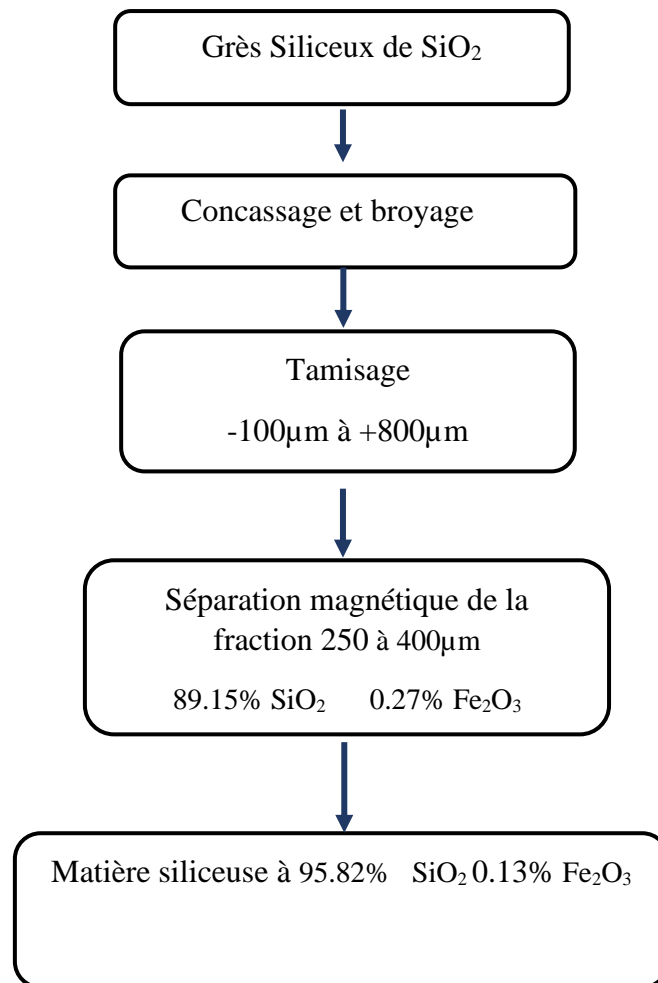 Grès Siliceux de SiO₂
Concassage et broyage
Tamisage
-100µm à +800µm
Séparation magnétique de la
fraction 250 à 400µm
89.15% SiO₂ 0.27% Fe₂O₃
Matière siliceuse à 95.82% SiO₂ 0.13% Fe₂O₃